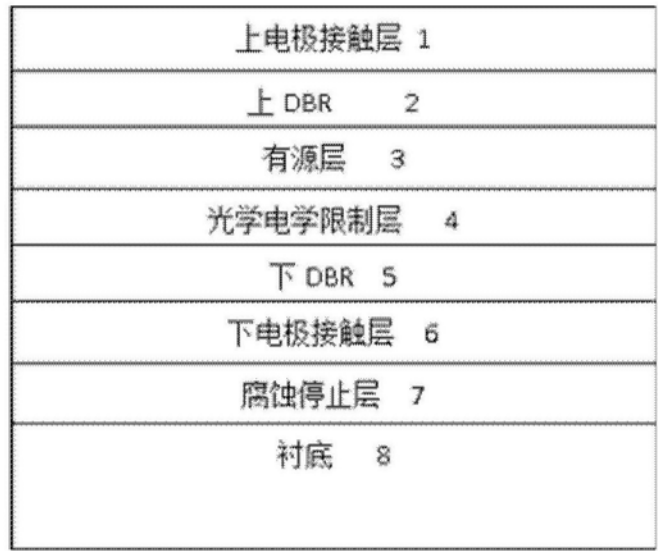 上电极接触层 1
上 DBR 2
有源层 3
光学电学限制层 4
下 DBR 5
下电极接触层 6
腐蚀停止层 7
衬底 8